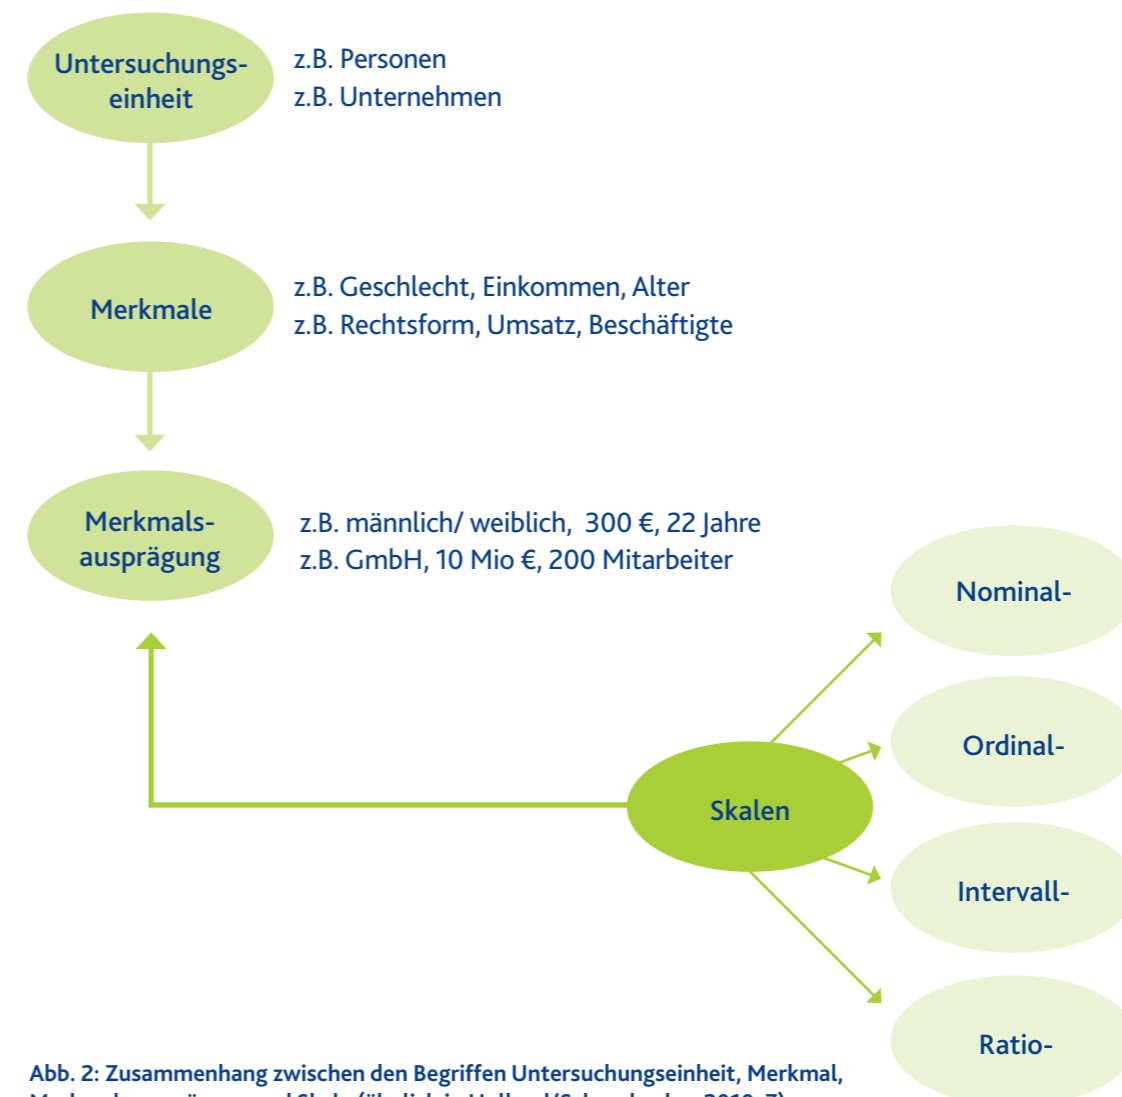 Untersuchungs-
einheit
z.B. Personen
z.B. Unternehmen
Merkmale
z.B. Geschlecht, Einkommen, Alter
z.B. Rechtsform, Umsatz, Beschäftigte
Merkmals-
ausprägung
z.B. männlich/ weiblich, 300 €, 22 Jahre
z.B. GmbH, 10 Mio €, 200 Mitarbeiter
Nominal-
Ordinal-
Skalen
Intervall-
Ratio-
Abb. 2: Zusammenhang zwischen den Begriffen Untersuchungseinheit, Merkmal,